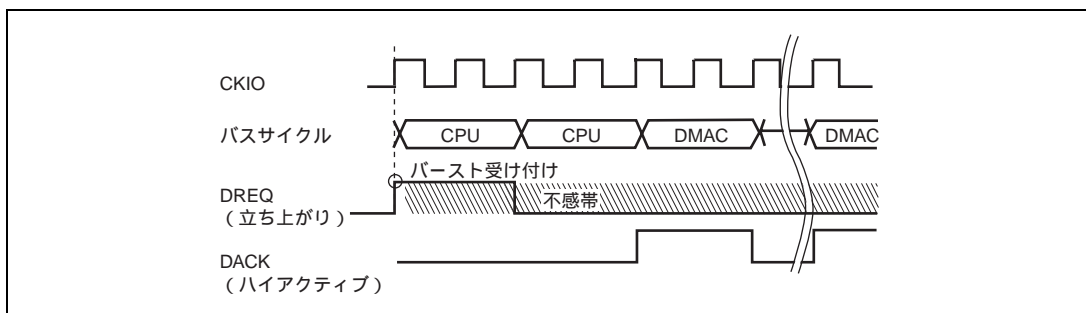 CKIO
バスサイクル CPU CPU DMAC DMAC
バースト受け付け
DREQ
（立ち上がり）
不感帯
DACK
（ハイアクティブ）